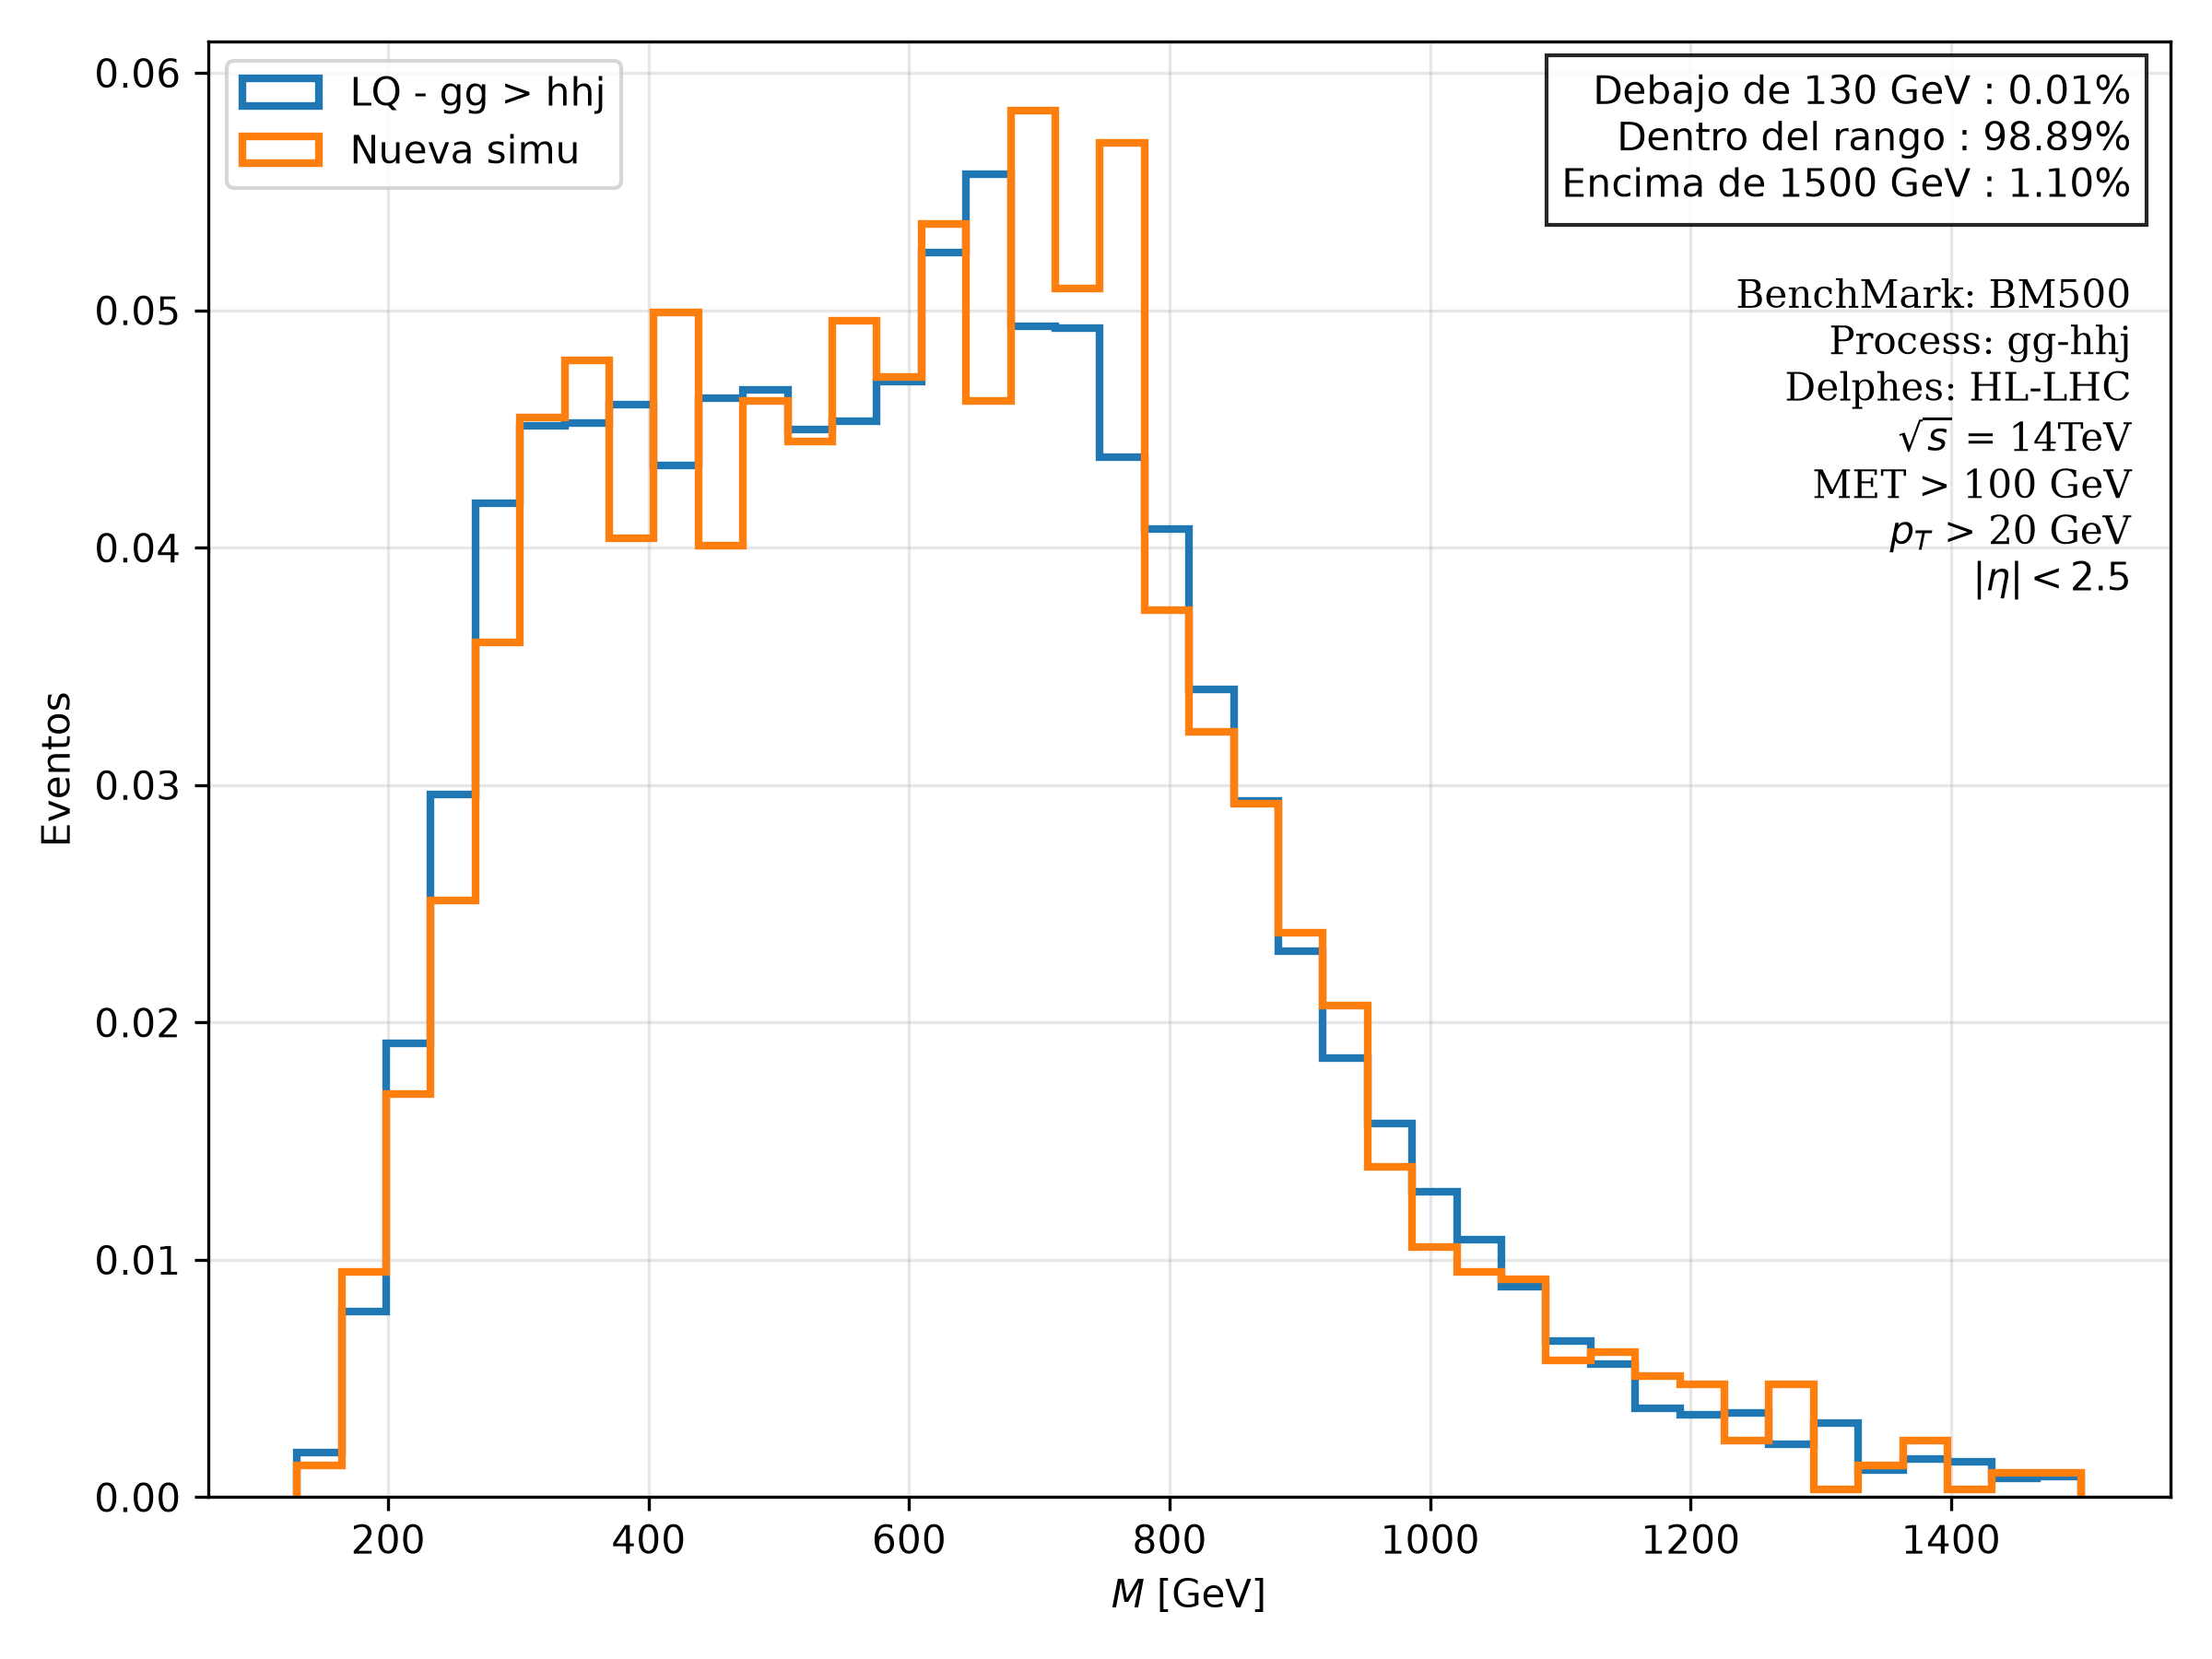 LQ - gg > hhj
Nueva simu
Debajo de 130 GeV : 0.01%
Dentro del rango : 98.89%
Encima de 1500 GeV : 1.10%
BenchMark: BM500
Process: gg-hhj
Delphes: HL-LHC
√s = 14TeV
MET > 100 GeV
p_T > 20 GeV
|η| < 2.5
0.06
0.05
0.04
0.03
0.02
0.01
0.00
Eventos
200 400 600 800 1000 1200 1400
M [GeV]